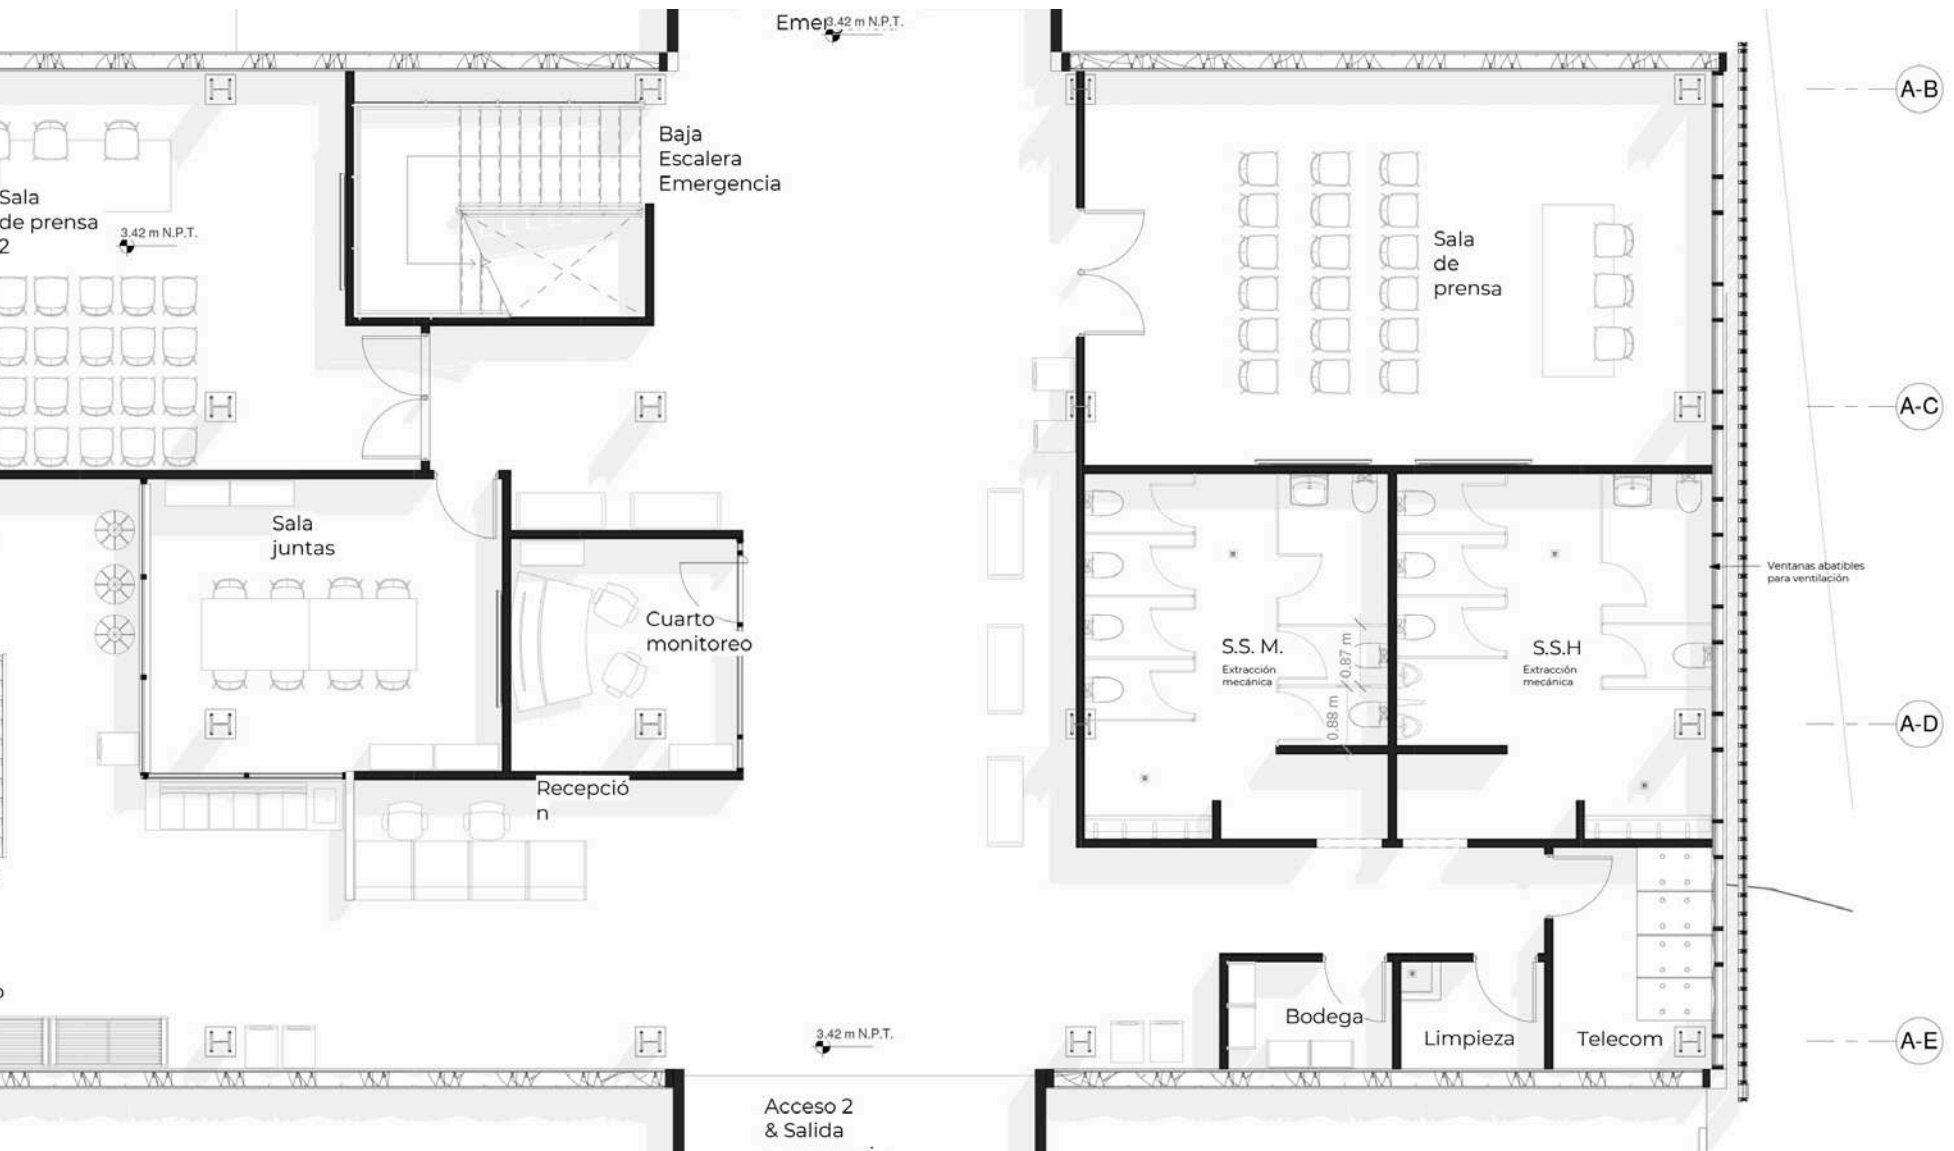 Eme
3.42 m N.P.T.
A-B
Baja
Escalera
Emergencia
Sala
de prensa
2
3.42 m N.P.T.
Sala
de
prensa
A-C
Sala
juntas
Cuarto
monitoreo
Ventanas abatibles
para ventilación
S.S. M.
Extracción
mecánica
0.87 m
0.88 m
S.S.H
Extracción
mecánica
A-D
Recepció
n
Bodega
Limpieza
Telecom
3.42 m N.P.T.
A-E
Acceso 2
& Salida